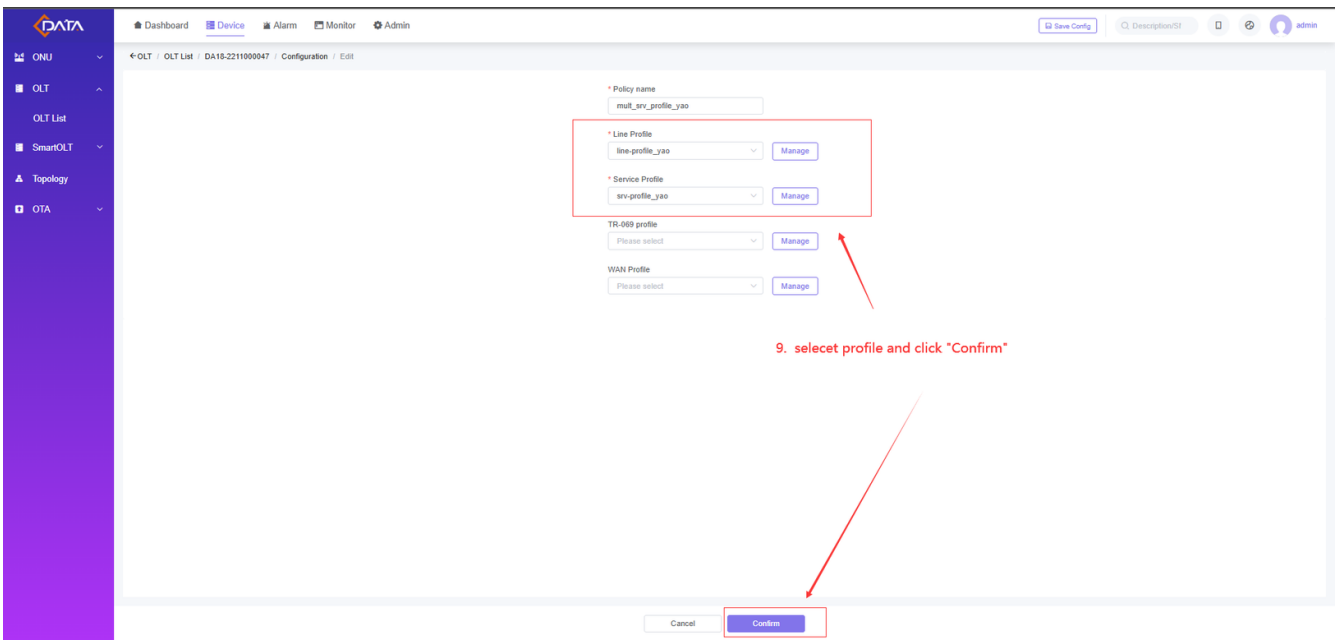 DATA
Dashboard
Device
Alarm
Monitor
Admin
Save Config
Description/SI
admin
ONU
OLT
OLT List
SmartOLT
Topology
OTA
OLT / OLT List / DA18-2211000047 / Configuration / Edit
* Policy name
mult_srv_profile_yao
* Line Profile
line-profile_yao
Manage
* Service Profile
srv-profile_yao
Manage
TR-069 profile
Please select
Manage
WAN Profile
Please select
Manage
9. selecet profile and click "Confirm"
Cancel
Confirm